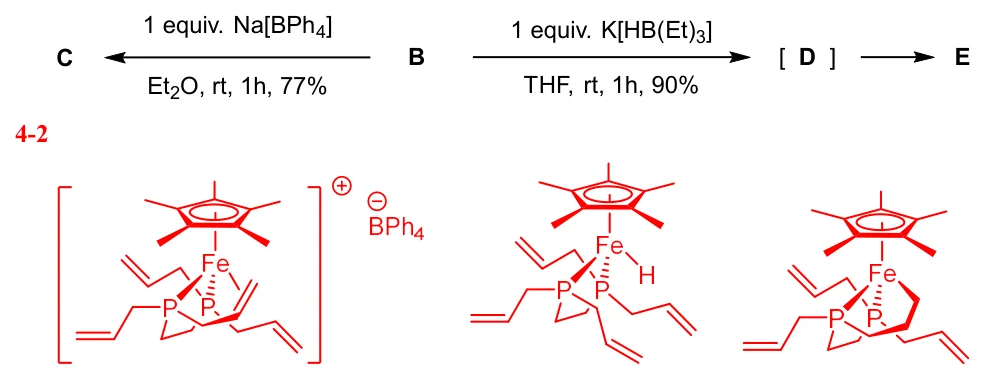 1 equiv. Na[BPh₄]
C
B
Et₂O, rt, 1h, 77%
1 equiv. K[HB(Et)₃]
[ D ]
E
THF, rt, 1h, 90%
4-2
⊕
⊖
BPh₄
Fe
P
P
Fe
H
P
P
Fe
P
P